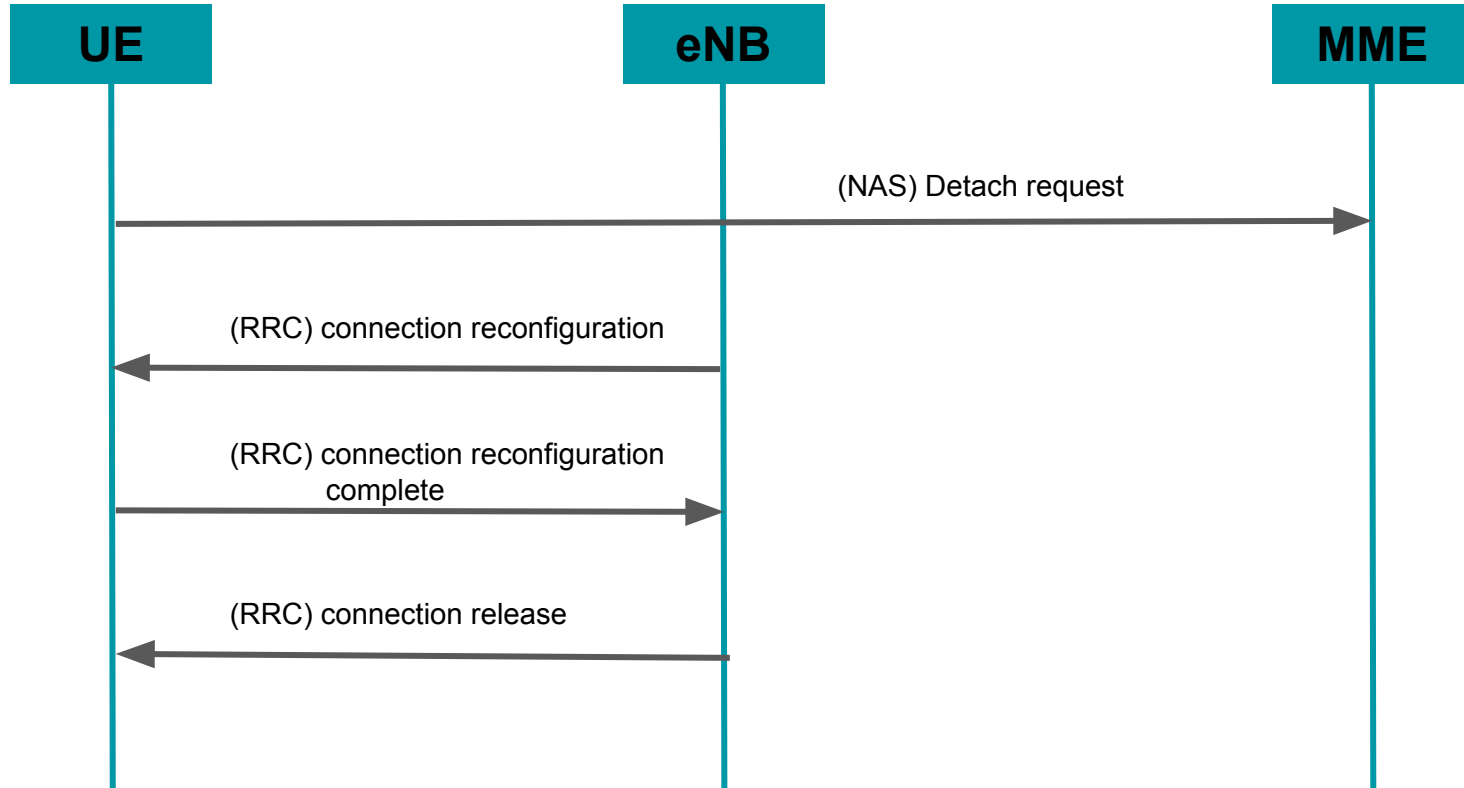 UE
eNB
MME
(NAS) Detach request
(RRC) connection reconfiguration
(RRC) connection reconfiguration
complete
(RRC) connection release